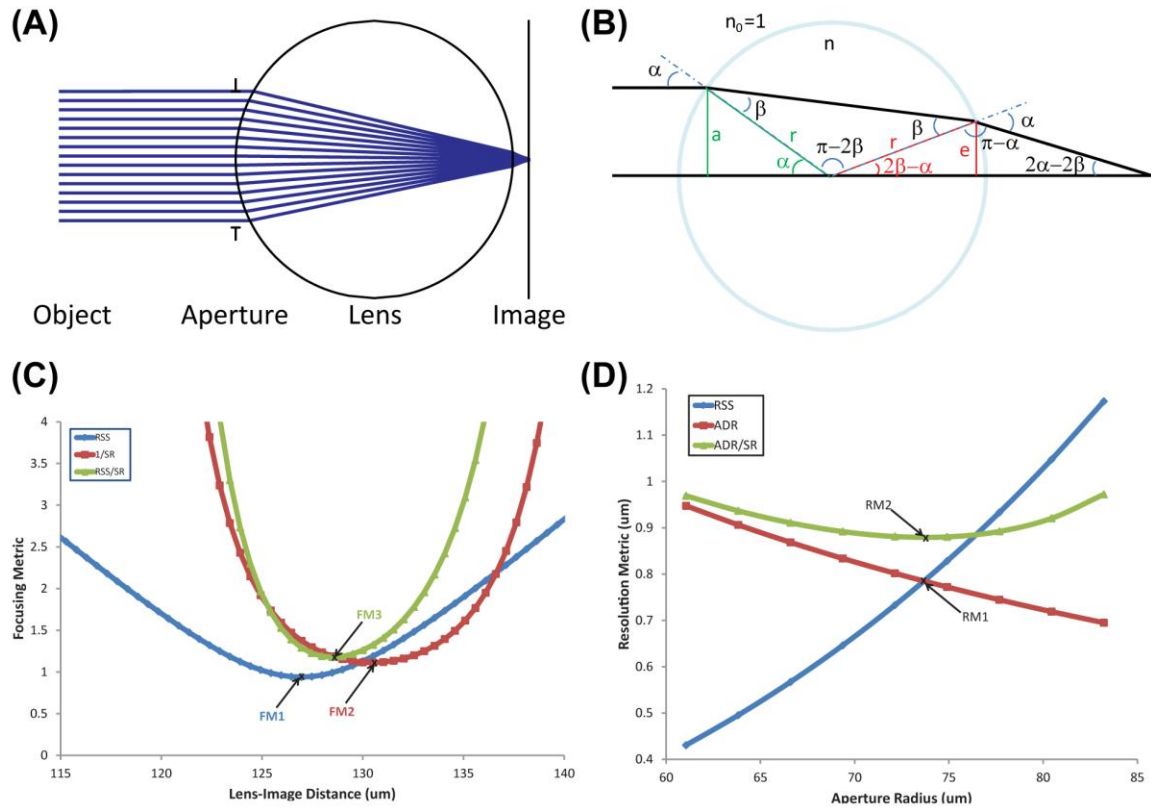 (A)
Object Aperture Lens Image
(B)
n₀=1
n
α
β
a
r
α
π−2β
β
r
2β−α
e
π−α
α
2α−2β
(C)
Focusing Metric
4
3.5
3
2.5
2
1.5
1
0.5
0
RSS
1/SR
RSS/SR
FM3
FM1
FM2
115 120 125 130 135 140
Lens-Image Distance (um)
(D)
Resolution Metric (um)
1.2
1.1
1
0.9
0.8
0.7
0.6
0.5
0.4
RSS
ADR
ADR/SR
RM2
RM1
60 65 70 75 80 85
Aperture Radius (um)